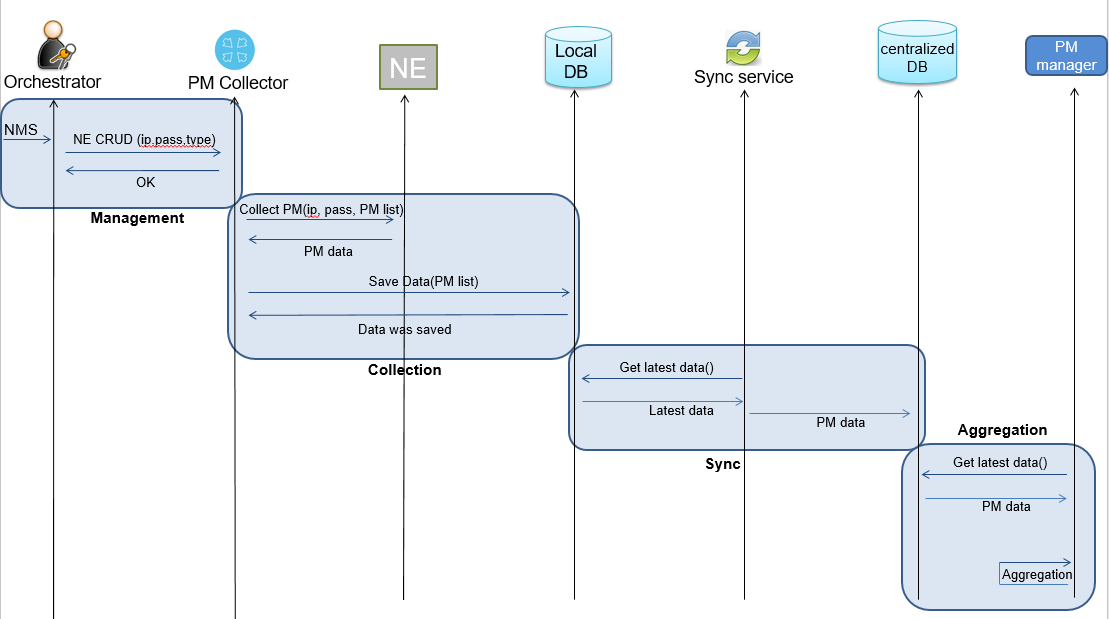 Orchestrator
PM Collector
NE
Local
DB
Sync service
centralized
DB
PM
manager
NMS
NE CRUD (ip,pass,type)
OK
Management
Collect PM(ip, pass, PM list)
PM data
Save Data(PM list)
Data was saved
Collection
Get latest data()
Latest data
PM data
Sync
Aggregation
Get latest data()
PM data
Aggregation